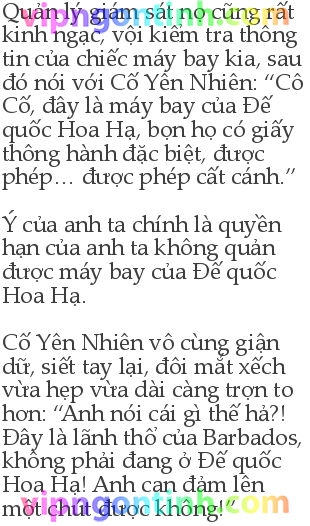 Quản lý giám sát nọ cũng rất
kinh ngạc, vội kiểm tra thông
tin của chiếc máy bay kia, sau
đó nói với Cố Yên Nhiên: “Cô
Cố, đây là máy bay của Đế
quốc Hoa Hạ, bọn họ có giấy
thông hành đặc biệt, được
phép… được phép cất cánh.”
Ý của anh ta chính là quyền
hạn của anh ta không quản
được máy bay của Đế quốc
Hoa Hạ.
Cố Yên Nhiên vô cùng giận
dữ, siết tay lại, đôi mắt xếch
vừa hẹp vừa dài càng trợn to
hơn: “Anh nói cái gì thế hả?!
Đây là lãnh thổ của Barbados,
không phải đang ở Đế quốc
Hoa Hạ! Anh can đảm lên
một chút được không!”
vipngontinh.com
vipngontinh.com